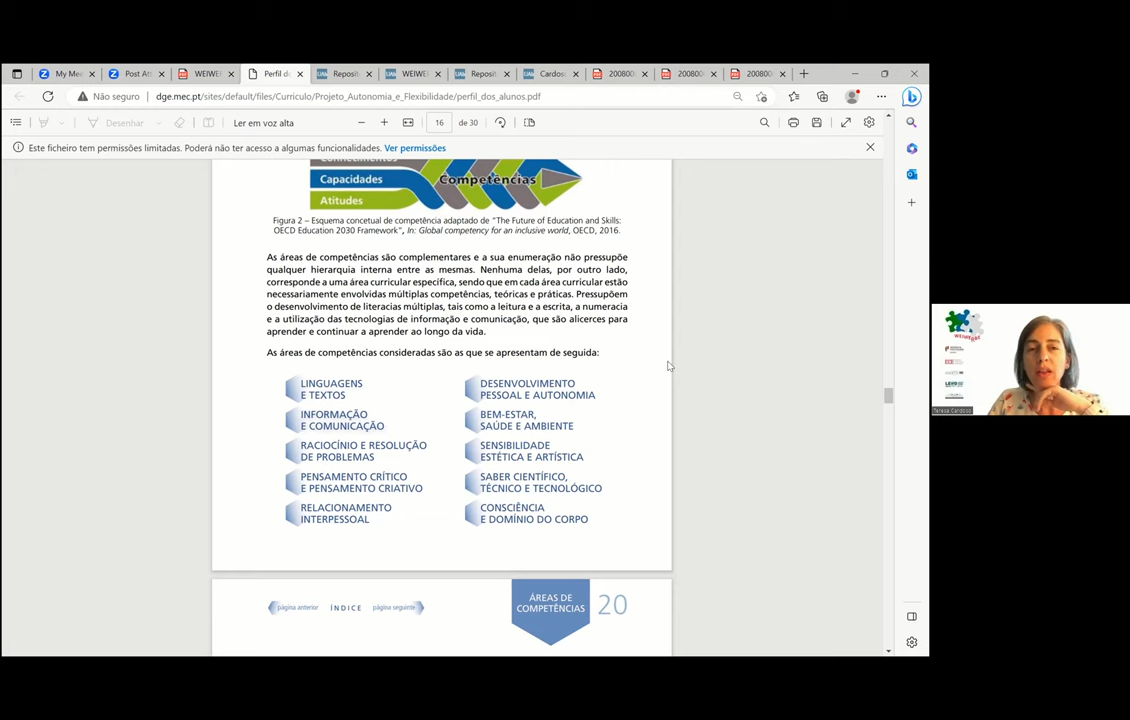 My Me
Post At
WEIWE
Perfil d
Reposit
WEIWE
Reposit
Cardos
200800
200800
200800
Não seguro
dge.mec.pt/sites/default/files/Curriculo/Projeto_Autonomia_e_Flexibilidade/perfil_dos_alunos.pdf
Desenhar
Ler em voz alta
16
de 30
Este ficheiro tem permissões limitadas. Poderá não ter acesso a algumas funcionalidades. Ver permissões
Conhecimentos
Capacidades
Competências
Atitudes
Figura 2 – Esquema concetual de competência adaptado de “The Future of Education and Skills:
OECD Education 2030 Framework”, In: Global competency for an inclusive world, OECD, 2016.
As áreas de competências são complementares e a sua enumeração não pressupõe
qualquer hierarquia interna entre as mesmas. Nenhuma delas, por outro lado,
corresponde a uma área curricular específica, sendo que em cada área curricular estão
necessariamente envolvidas múltiplas competências, teóricas e práticas. Pressupõem
o desenvolvimento de literacias múltiplas, tais como a leitura e a escrita, a numeracia
e a utilização das tecnologias de informação e comunicação, que são alicerces para
aprender e continuar a aprender ao longo da vida.
As áreas de competências consideradas são as que se apresentam de seguida:
LINGUAGENS
E TEXTOS
INFORMAÇÃO
E COMUNICAÇÃO
RACIOCÍNIO E RESOLUÇÃO
DE PROBLEMAS
PENSAMENTO CRÍTICO
E PENSAMENTO CRIATIVO
RELACIONAMENTO
INTERPESSOAL
DESENVOLVIMENTO
PESSOAL E AUTONOMIA
BEM-ESTAR,
SAÚDE E AMBIENTE
SENSIBILIDADE
ESTÉTICA E ARTÍSTICA
SABER CIENTÍFICO,
TÉCNICO E TECNOLÓGICO
CONSCIÊNCIA
E DOMÍNIO DO CORPO
página anterior
ÍNDICE
página seguinte
ÁREAS DE
COMPETÊNCIAS
20
Teresa Cardoso